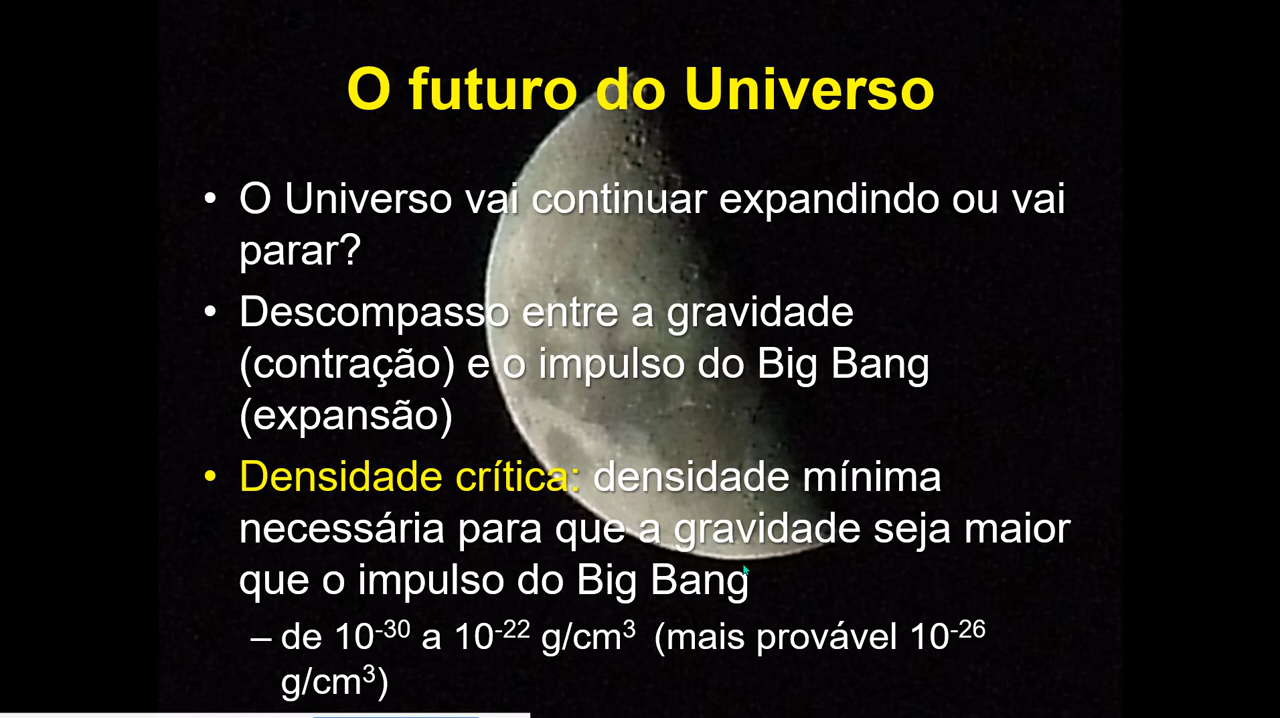 O futuro do Universo
• O Universo vai continuar expandindo ou vai
parar?
• Descompasso entre a gravidade
(contração) e o impulso do Big Bang
(expansão)
• Densidade crítica: densidade mínima
necessária para que a gravidade seja maior
que o impulso do Big Bang
– de 10⁻³⁰ a 10⁻²² g/cm³ (mais provável 10⁻²⁶
g/cm³)